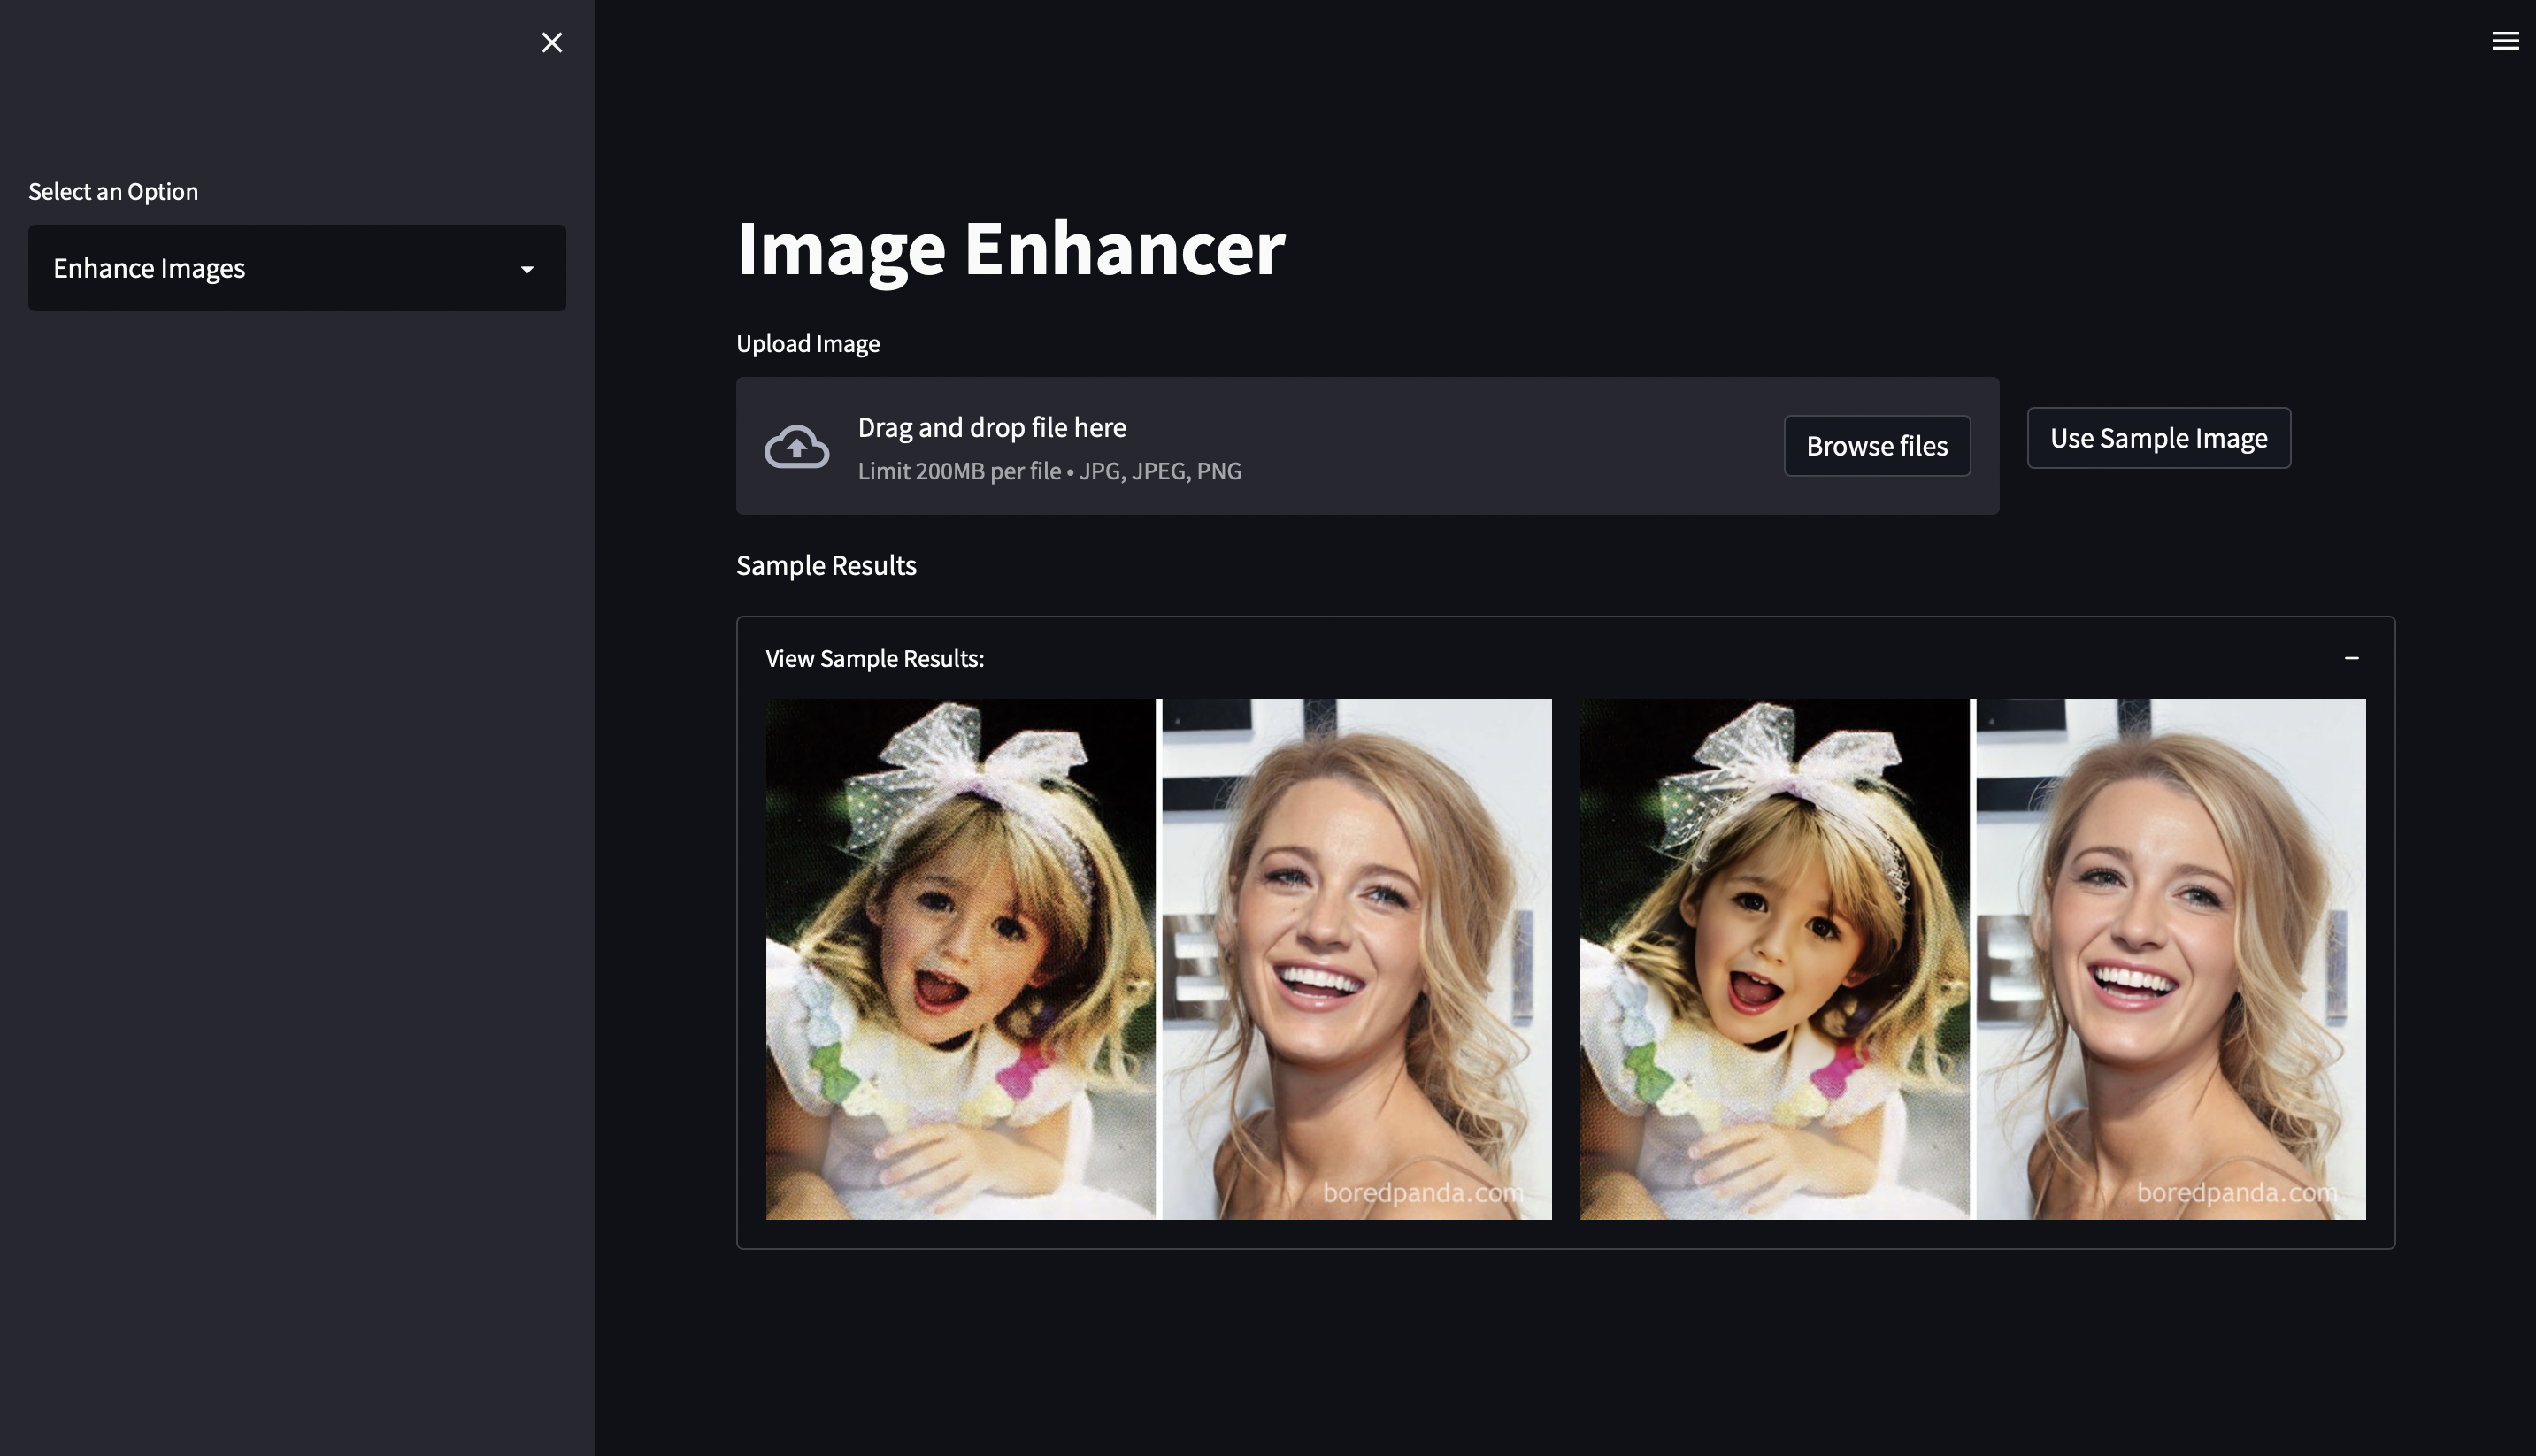 Select an Option
Enhance Images
Image Enhancer
Upload Image
Drag and drop file here
Limit 200MB per file • JPG, JPEG, PNG
Browse files
Use Sample Image
Sample Results
View Sample Results:
boredpanda.com
boredpanda.com